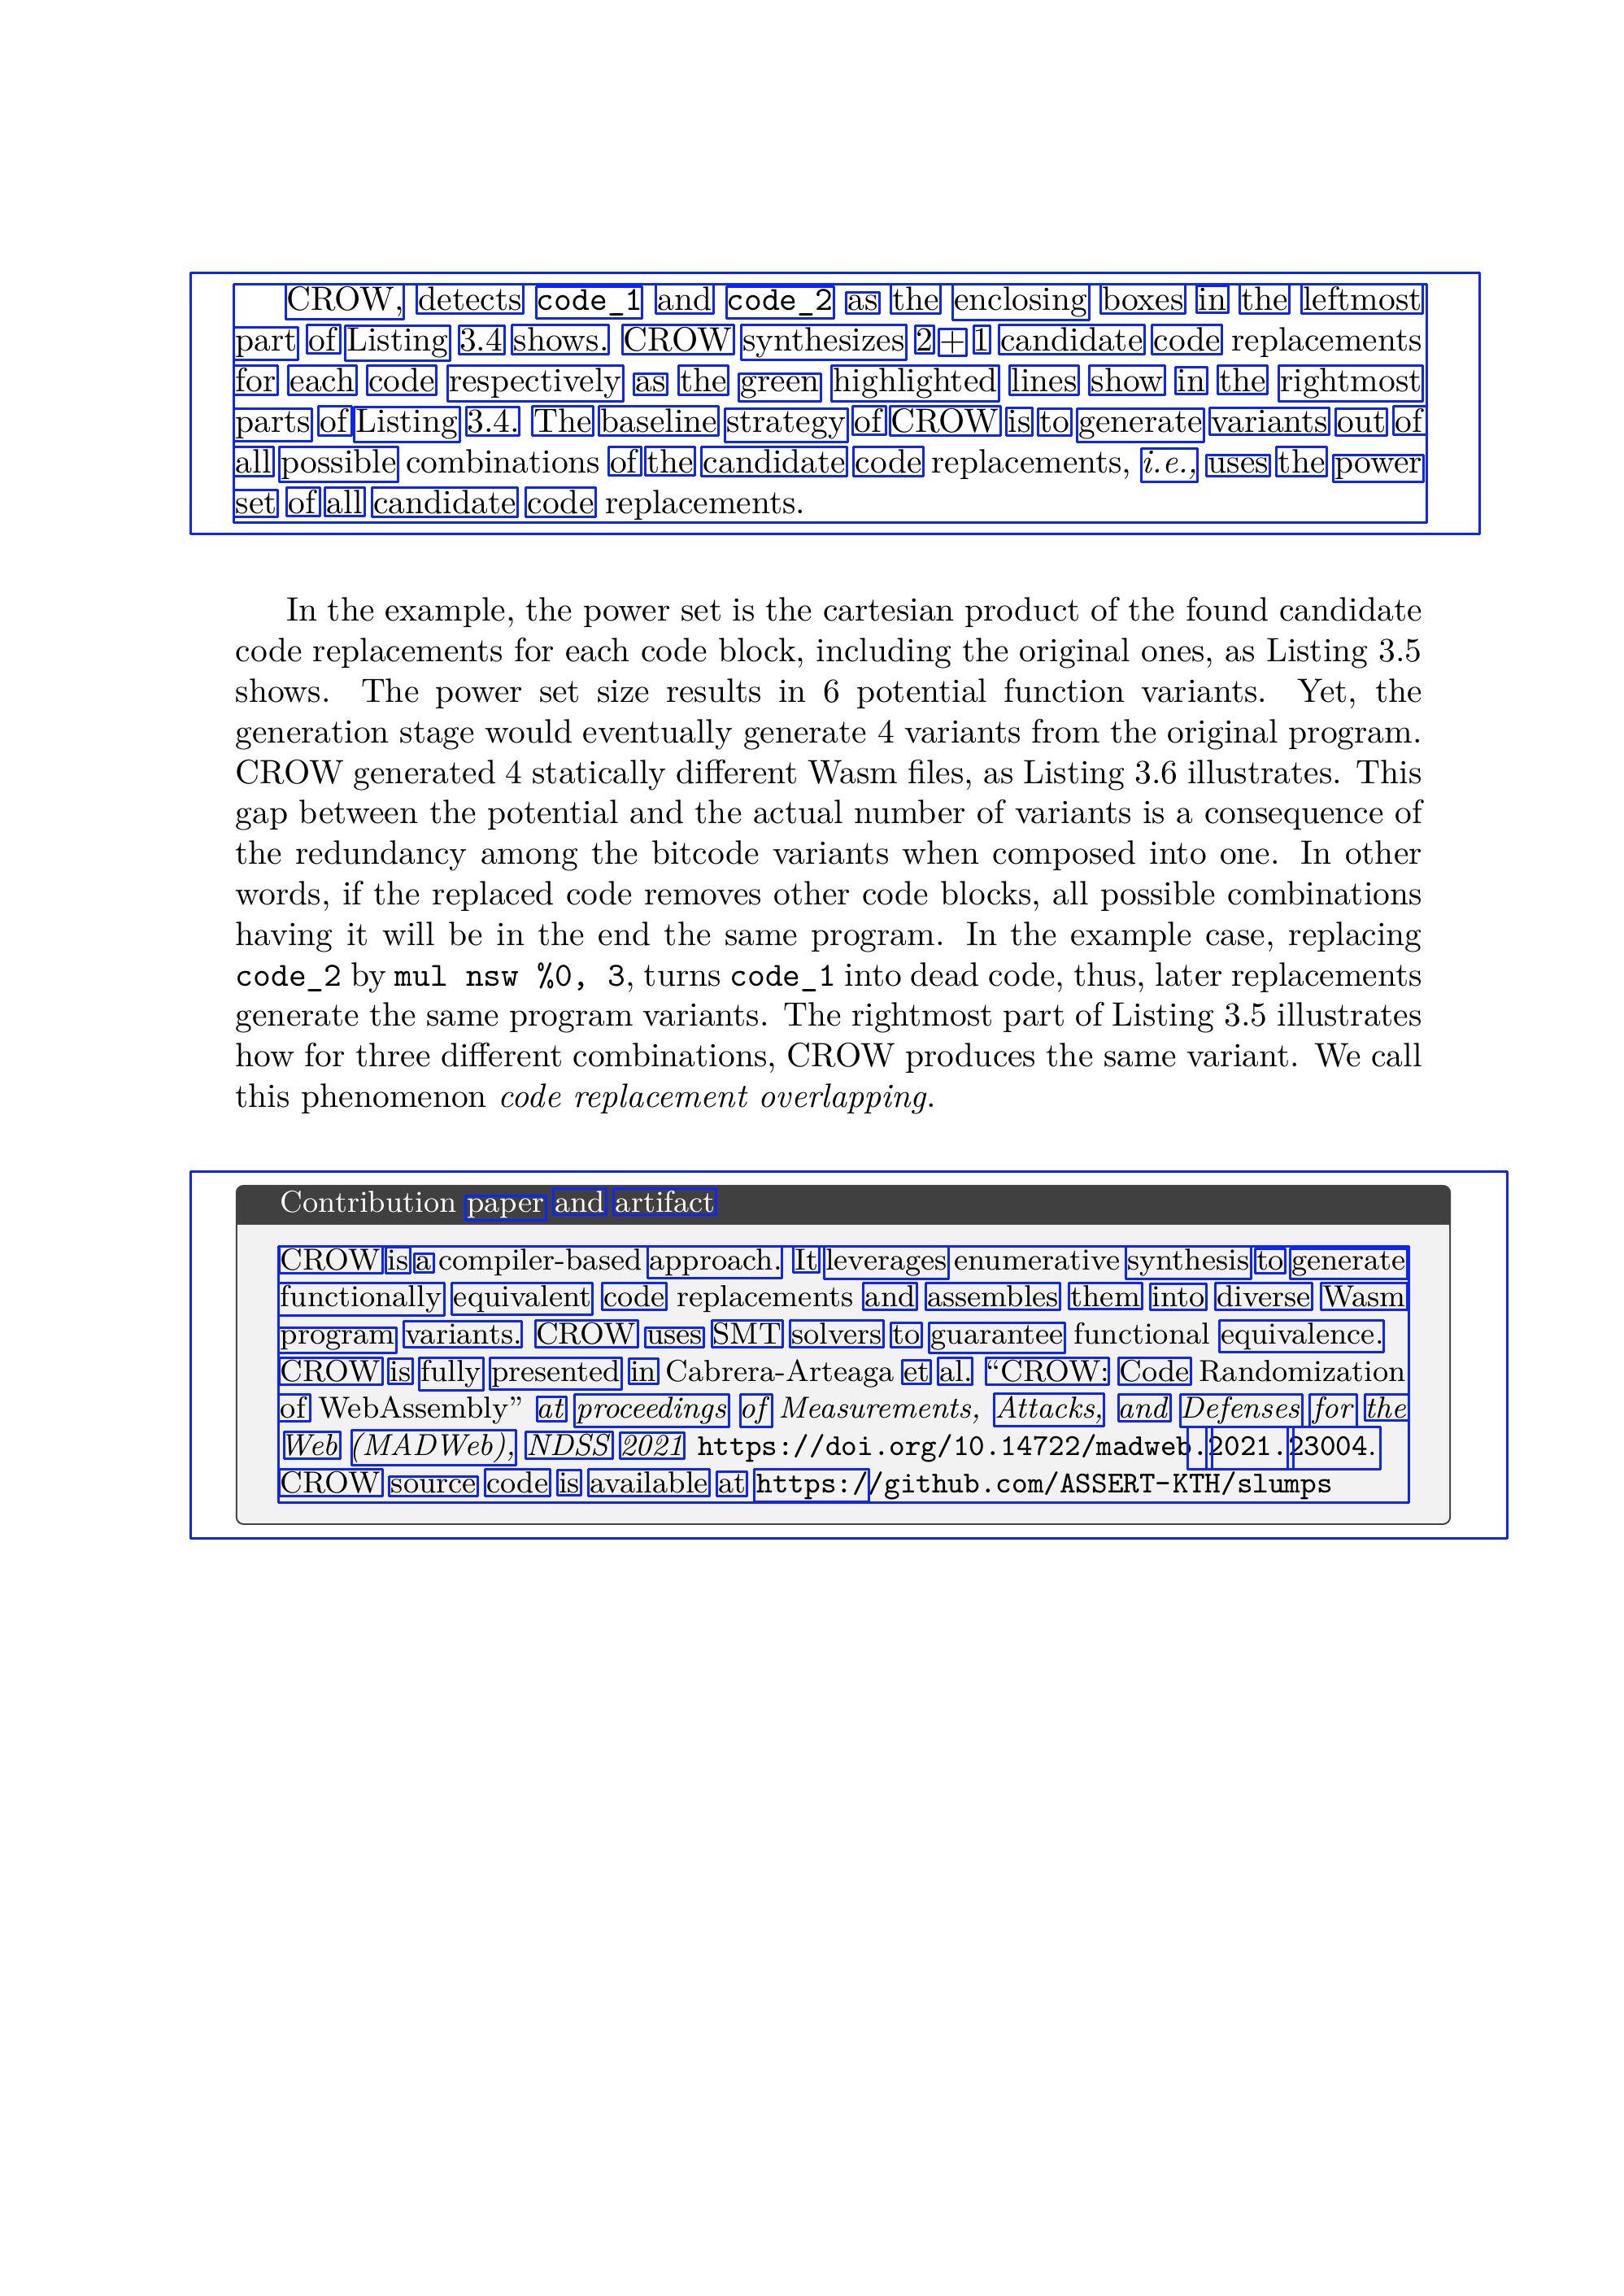 CROW, detects code_1 and code_2 as the enclosing boxes in the leftmost
part of Listing 3.4 shows. CROW synthesizes 2 + 1 candidate code replacements
for each code respectively as the green highlighted lines show in the rightmost
parts of Listing 3.4. The baseline strategy of CROW is to generate variants out of
all possible combinations of the candidate code replacements, i.e., uses the power
set of all candidate code replacements.
In the example, the power set is the cartesian product of the found candidate
code replacements for each code block, including the original ones, as Listing 3.5
shows. The power set size results in 6 potential function variants. Yet, the
generation stage would eventually generate 4 variants from the original program.
CROW generated 4 statically different Wasm files, as Listing 3.6 illustrates. This
gap between the potential and the actual number of variants is a consequence of
the redundancy among the bitcode variants when composed into one. In other
words, if the replaced code removes other code blocks, all possible combinations
having it will be in the end the same program. In the example case, replacing
code_2 by mul nsw %0, 3, turns code_1 into dead code, thus, later replacements
generate the same program variants. The rightmost part of Listing 3.5 illustrates
how for three different combinations, CROW produces the same variant. We call
this phenomenon code replacement overlapping.
Contribution paper and artifact
CROW is a compiler-based approach. It leverages enumerative synthesis to generate
functionally equivalent code replacements and assembles them into diverse Wasm
program variants. CROW uses SMT solvers to guarantee functional equivalence.
CROW is fully presented in Cabrera-Arteaga et al. “CROW: Code Randomization
of WebAssembly” at proceedings of Measurements, Attacks, and Defenses for the
Web (MADWeb), NDSS 2021 https://doi.org/10.14722/madweb.2021.23004.
CROW source code is available at https://github.com/ASSERT-KTH/slumps